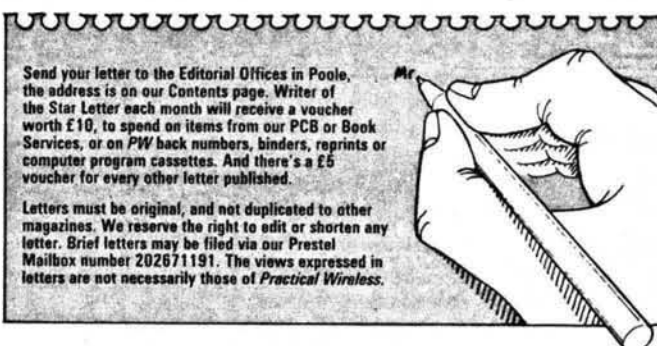 Send your letter to the Editorial Offices in Poole,
the address is on our Contents page. Writer of
the Star Letter each month will receive a voucher
worth £10, to spend on items from our PCB or Book
Services, or on PW back numbers, binders, reprints or
computer program cassettes. And there's a £5
voucher for every other letter published.
Letters must be original, and not duplicated to other
magazines. We reserve the right to edit or shorten any
letter. Brief letters may be filed via our Prestel
Mailbox number 202671191. The views expressed in
letters are not necessarily those of Practical Wireless.
Mr.